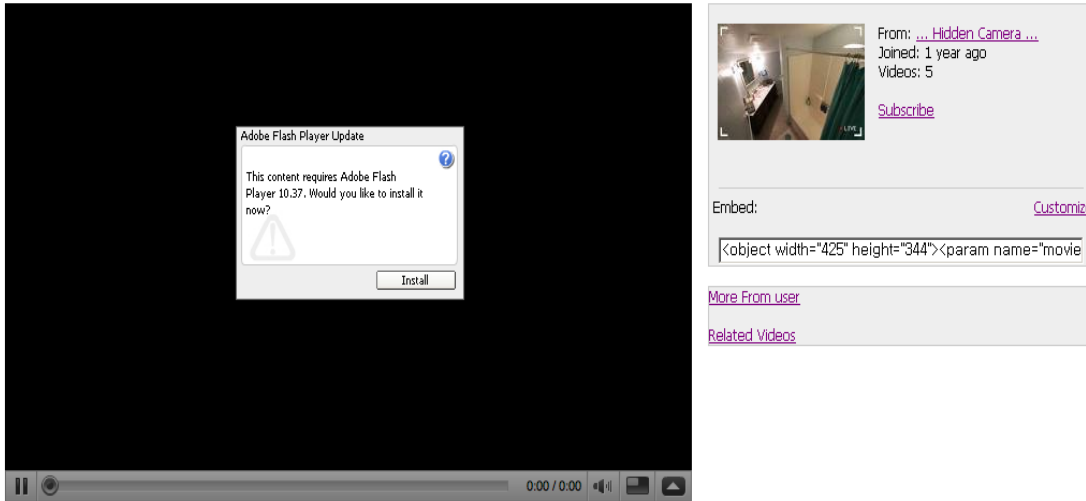 Adobe Flash Player Update
This content requires Adobe Flash
Player 10.37. Would you like to install it
now?
Install
0:00 / 0:00
LIVE
From: ... Hidden Camera ...
Joined: 1 year ago
Videos: 5
Subscribe
Embed:
Customize
<object width="425" height="344"><param name="movie
More From user
Related Videos